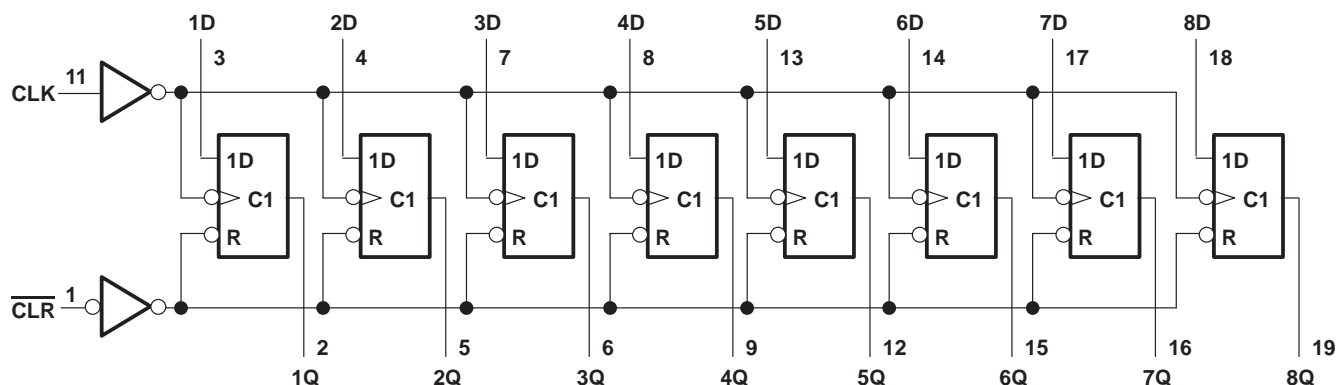 1D 2D 3D 4D 5D 6D 7D 8D
3 4 7 8 13 14 17 18
11
CLK
1D 1D 1D 1D 1D 1D 1D 1D
C1 C1 C1 C1 C1 C1 C1 C1
R R R R R R R R
1
CLR
2 5 6 9 12 15 16 19
1Q 2Q 3Q 4Q 5Q 6Q 7Q 8Q